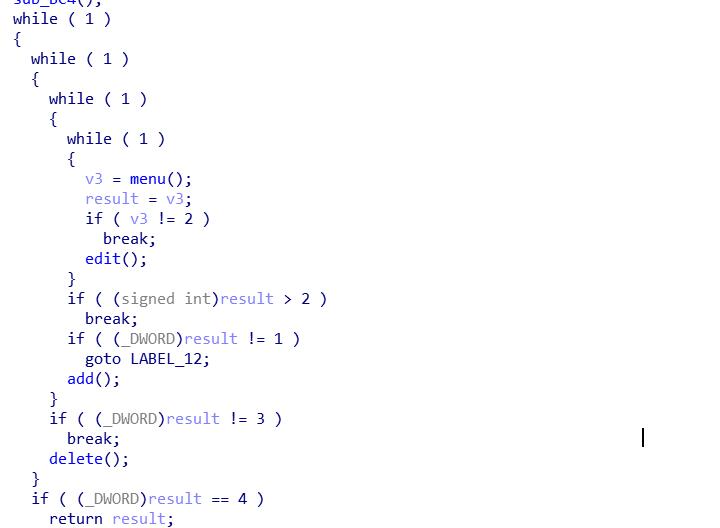 sub_BC4();
while ( 1 )
{
  while ( 1 )
  {
    while ( 1 )
    {
      while ( 1 )
      {
        v3 = menu();
        result = v3;
        if ( v3 != 2 )
          break;
        edit();
      }
      if ( (signed int)result > 2 )
        break;
      if ( (_DWORD)result != 1 )
        goto LABEL_12;
      add();
    }
    if ( (_DWORD)result != 3 )
      break;
    delete();
  }
  if ( (_DWORD)result == 4 )
    return result;